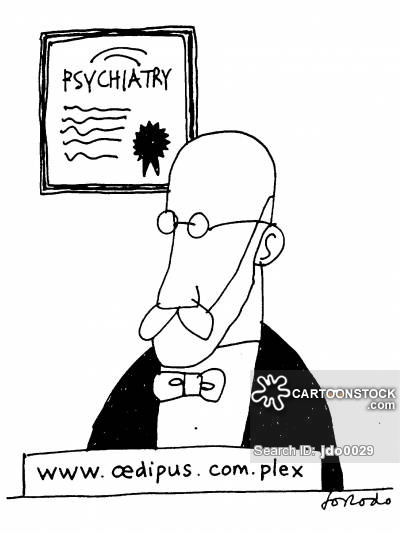 PSYCHIATRY
CARTOONSTOCK
.com
Search ID: jdo0029
www.œdipus.com.plex